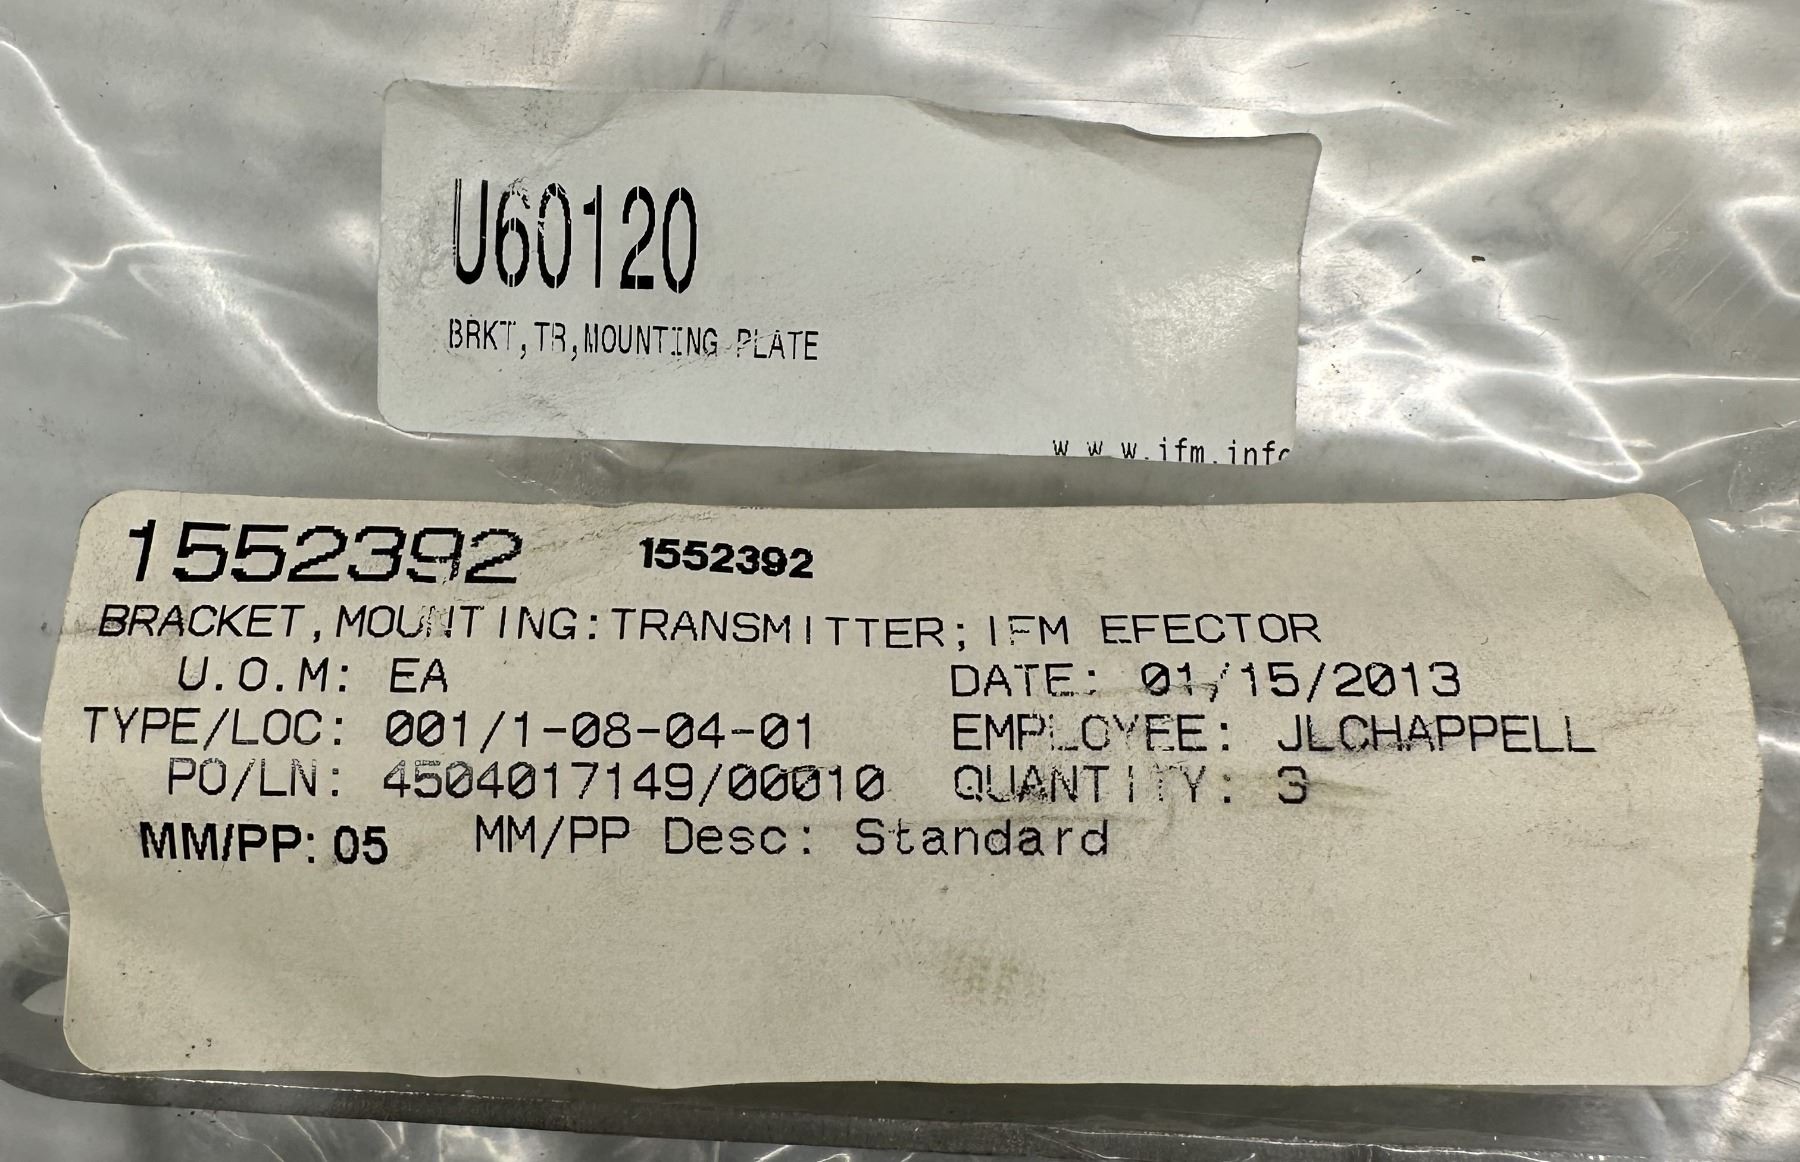 U60120
BRKT,TR,MOUNTING PLATE
www.ifm.info
1552392 1552392
BRACKET,MOUNTING:TRANSMITTER;IFM EFECTOR
U.O.M: EA DATE: 01/15/2013
TYPE/LOC: 001/1-08-04-01 EMPLOYEE: JLCHAPPELL
PO/LN: 4504017149/00010 QUANTITY: 3
MM/PP: 05 MM/PP Desc: Standard